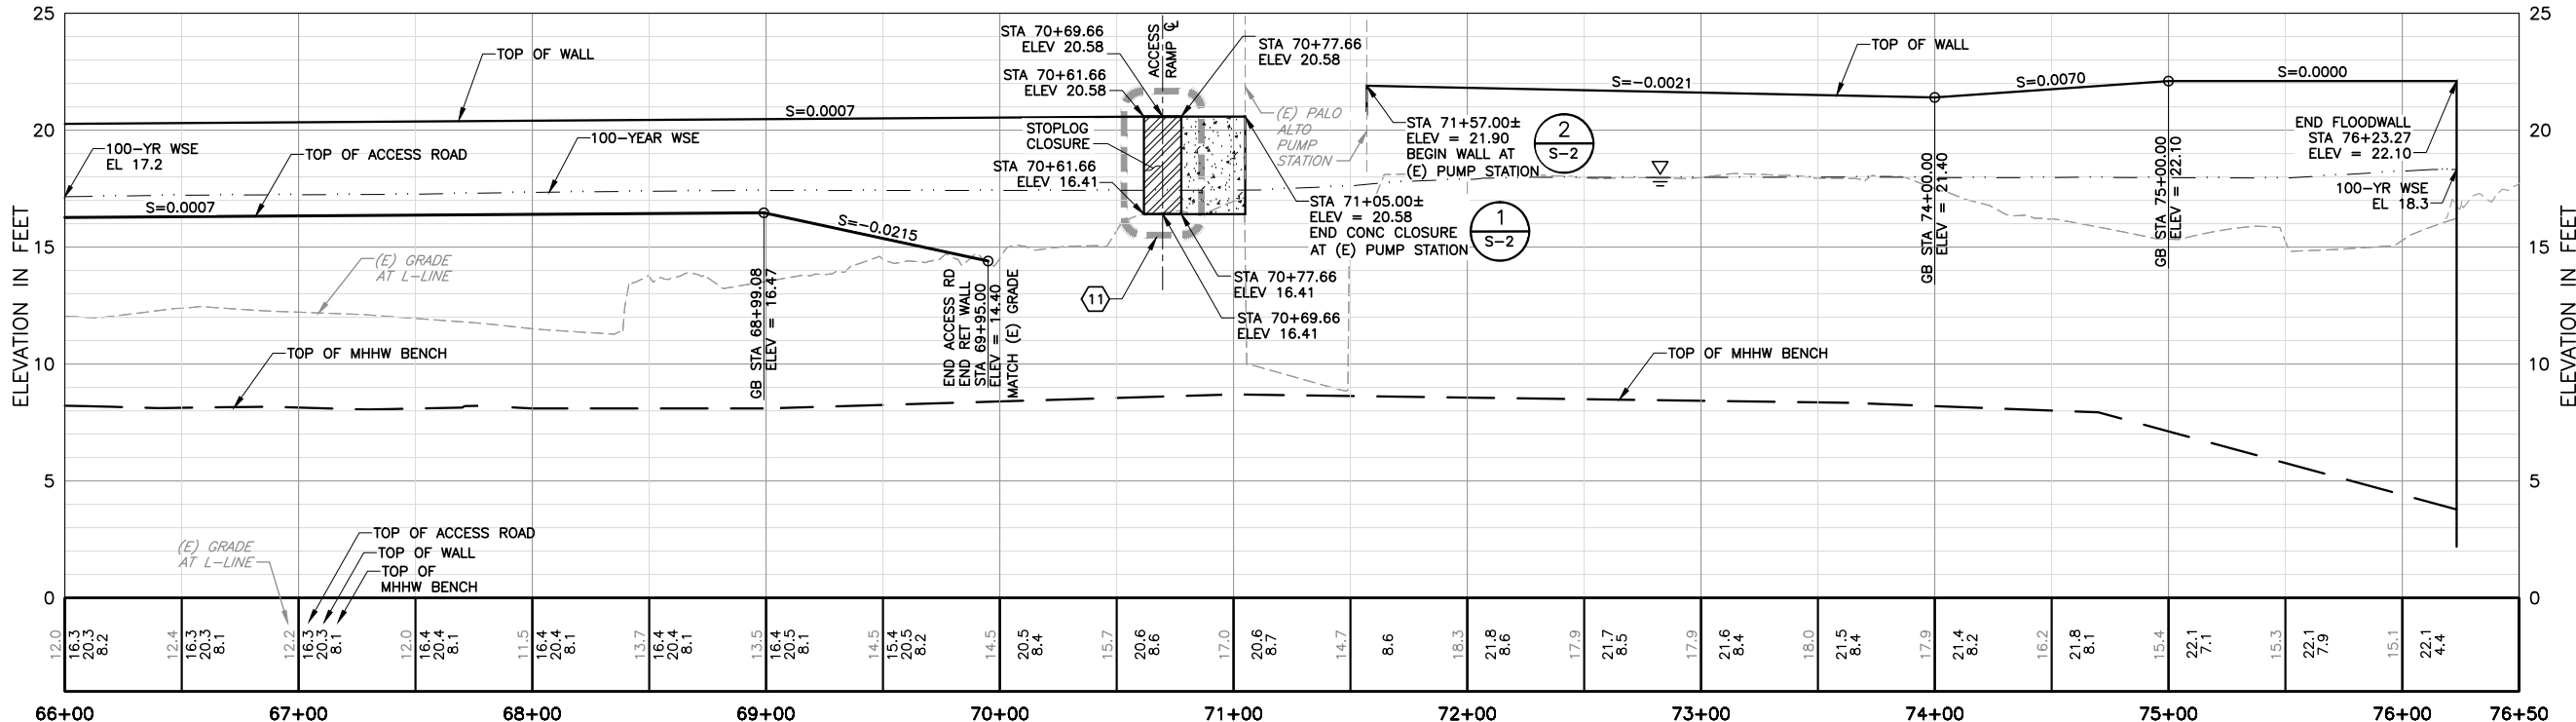 25
20
15
10
5
0
ELEVATION IN FEET
TOP OF WALL
100-YR WSE
EL 17.2
TOP OF ACCESS ROAD
100-YEAR WSE
S=0.0007
S=0.0007
(E) GRADE
AT L-LINE
TOP OF MHHW BENCH
GB STA 68+99.08
ELEV = 16.47
S=-0.0215
END ACCESS RD
END RET WALL
STA 69+95.00
ELEV = 14.40
MATCH (E) GRADE
STA 70+69.66
ELEV 20.58
STA 70+61.66
ELEV 20.58
ACCESS
RAMP ℄
STA 70+77.66
ELEV 20.58
STOPLOG
CLOSURE
STA 70+61.66
ELEV 16.41
(E) PALO
ALTO
PUMP
STATION
11
STA 70+77.66
ELEV 16.41
STA 70+69.66
ELEV 16.41
STA 71+05.00±
ELEV = 20.58
END CONC CLOSURE
AT (E) PUMP STATION
1
S-2
STA 71+57.00±
ELEV = 21.90
BEGIN WALL AT
(E) PUMP STATION
2
S-2
S=-0.0021
TOP OF WALL
S=0.0070
S=0.0000
GB STA 74+00.00
ELEV = 21.40
GB STA 75+00.00
ELEV = 22.10
END FLOODWALL
STA 76+23.27
ELEV = 22.10
100-YR WSE
EL 18.3
TOP OF MHHW BENCH
25
20
15
10
5
0
ELEVATION IN FEET
(E) GRADE
AT L-LINE
TOP OF ACCESS ROAD
TOP OF WALL
TOP OF
MHHW BENCH
12.0
16.3
20.3
8.2
12.4
16.3
20.3
8.1
12.2
16.3
20.3
8.1
12.0
16.4
20.4
8.1
11.5
16.4
20.4
8.1
13.7
16.4
20.4
8.1
13.5
16.4
20.5
8.1
14.5
15.4
20.5
8.2
14.5
20.5
8.4
15.7
20.6
8.6
17.0
20.6
8.7
14.7
8.6
18.3
21.8
8.6
17.9
21.7
8.5
17.9
21.6
8.4
18.0
21.5
8.4
17.9
21.4
8.2
16.2
21.8
8.1
15.4
22.1
7.1
15.3
22.1
7.9
15.1
22.1
4.4
66+00
67+00
68+00
69+00
70+00
71+00
72+00
73+00
74+00
75+00
76+00
76+50